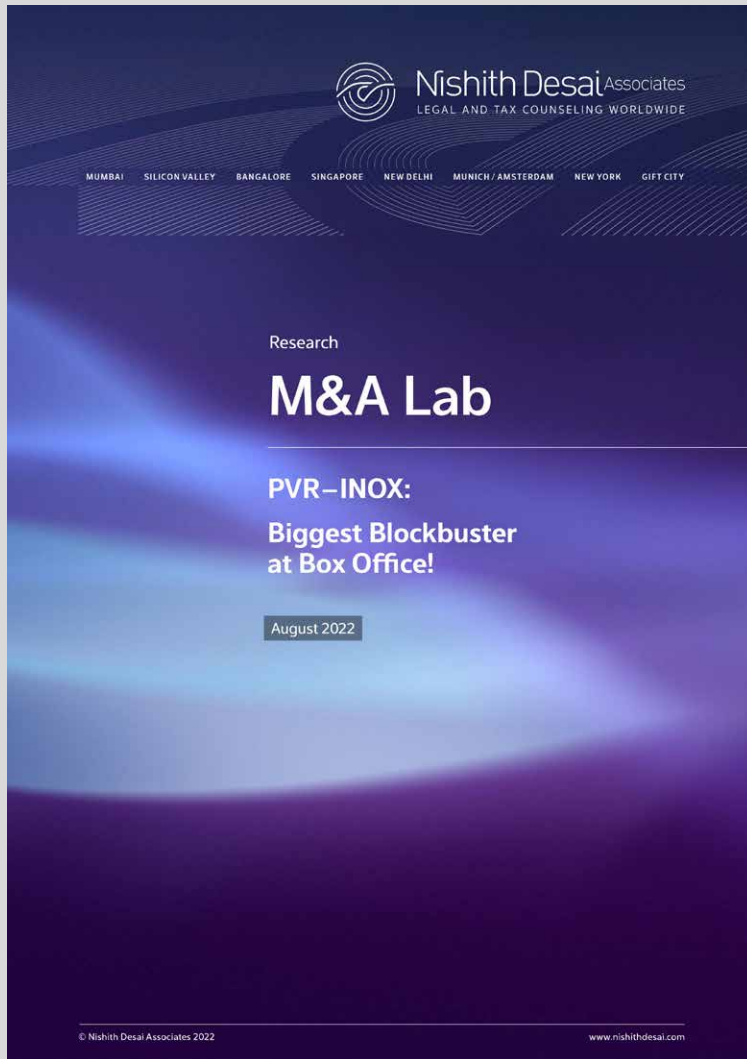 Nishith Desai Associates
LEGAL AND TAX COUNSELING WORLDWIDE
MUMBAI SILICON VALLEY BANGALORE SINGAPORE NEW DELHI MUNICH / AMSTERDAM NEW YORK GIFT CITY
Research
M&A Lab
PVR–INOX:
Biggest Blockbuster
at Box Office!
August 2022
© Nishith Desai Associates 2022 www.nishithdesai.com